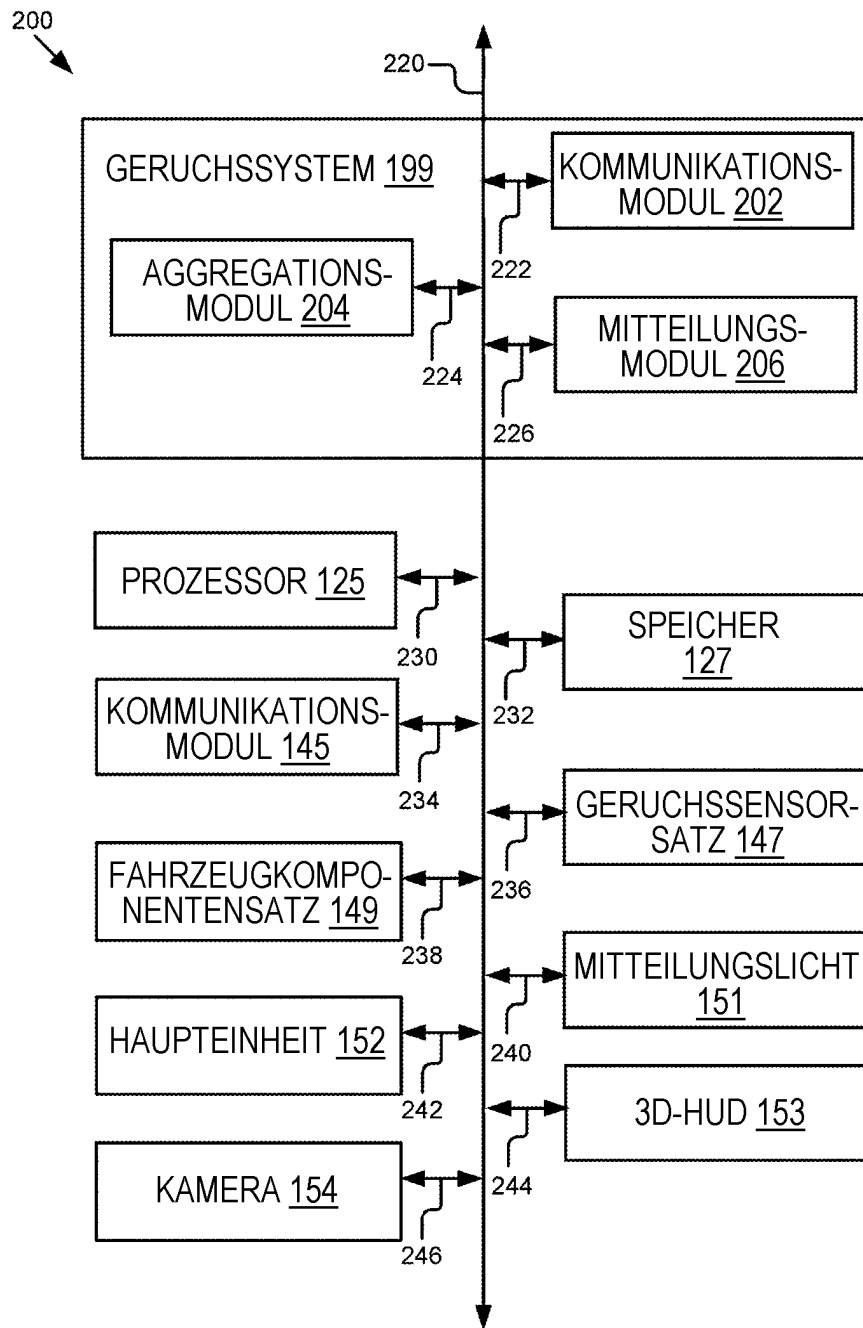 200
220
GERUCHSSYSTEM 199
KOMMUNIKATIONS-
MODUL 202
222
AGGREGATIONS-
MODUL 204
224
MITTEILUNGS-
MODUL 206
226
PROZESSOR 125
230
SPEICHER
127
232
KOMMUNIKATIONS-
MODUL 145
234
GERUCHSSENSOR-
SATZ 147
236
FAHRZEUGKOMPO-
NENTENSATZ 149
238
MITTEILUNGSLICHT
151
240
HAUPTEINHEIT 152
242
3D-HUD 153
244
KAMERA 154
246